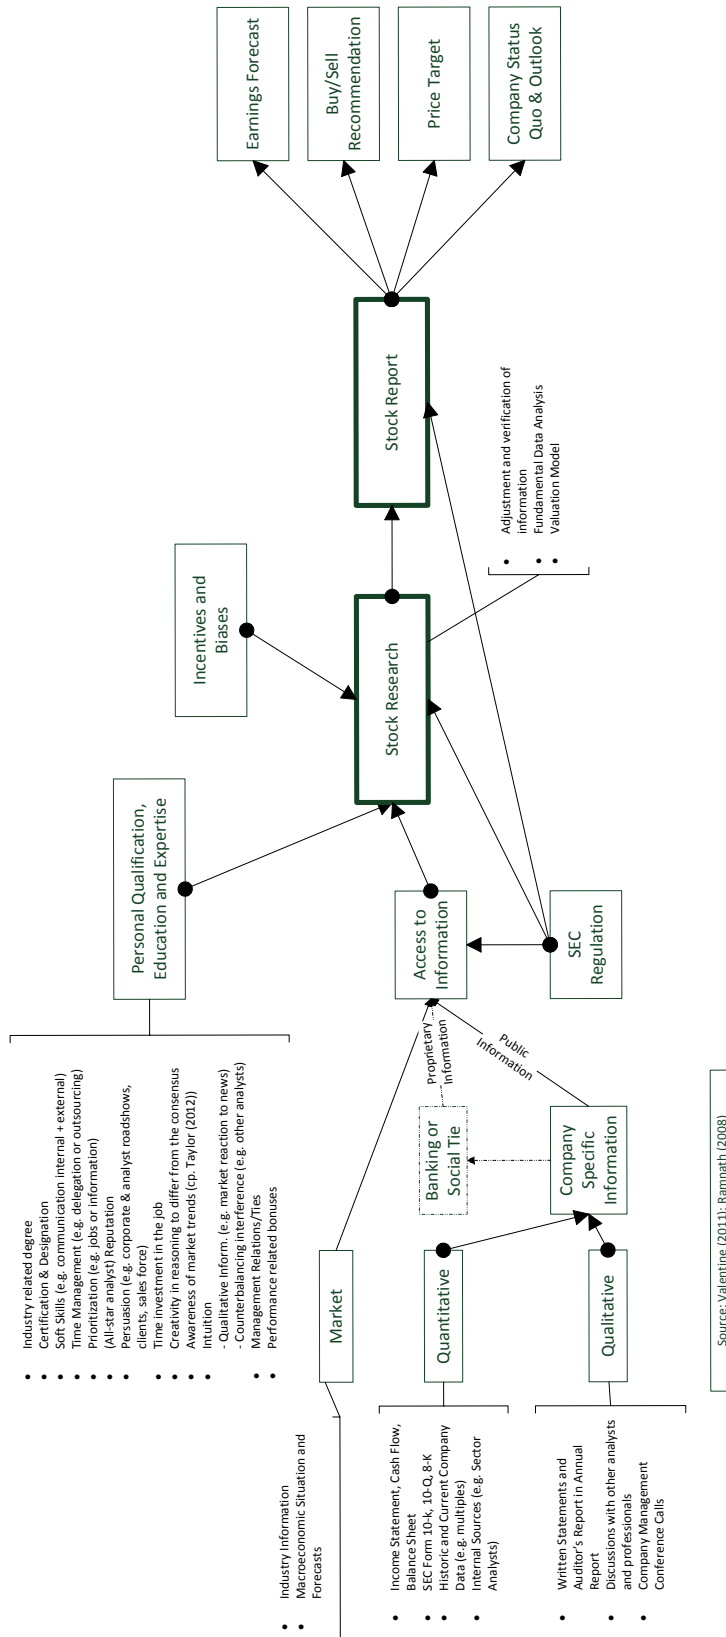 Industry related degree
Certification & Designation
Soft Skills (e.g. communication internal + external)
Time Management (e.g. delegation or outsourcing)
Prioritization (e.g. jobs or information)
(All-star analyst) Reputation
Persuasion (e.g. corporate & analyst roadshows,
clients, sales force)
Time investment in the job
Creativity in reasoning to differ from the consensus
Awareness of market trends (cp. Taylor (2012))
Intuition
- Qualitative Inform. (e.g. market reaction to news)
- Counterbalancing interference (e.g. other analysts)
Management Relations/Ties
Performance related bonuses
Personal Qualification,
Education and Expertise
Incentives and
Biases
Industry Information
Macroeconomic Situation and
Forecasts
Market
Income Statement, Cash Flow,
Balance Sheet
SEC Form 10-k, 10-Q, 8-K
Historic and Current Company
Data (e.g. multiples)
Internal Sources (e.g. Sector
Analysts)
Quantitative
Written Statements and
Auditor's Report in Annual
Report
Discussions with other analysts
and professionals
Company Management
Conference Calls
Qualitative
Banking or
Social Tie
Company
Specific
Information
Proprietary
Information
Public
Information
Access to
Information
SEC
Regulation
Stock Research
Adjustment and verification of
information
Fundamental Data Analysis
Valuation Model
Stock Report
Earnings Forecast
Buy/Sell
Recommendation
Price Target
Company Status
Quo & Outlook
Source: Valentine (2011); Ramnath (2008)